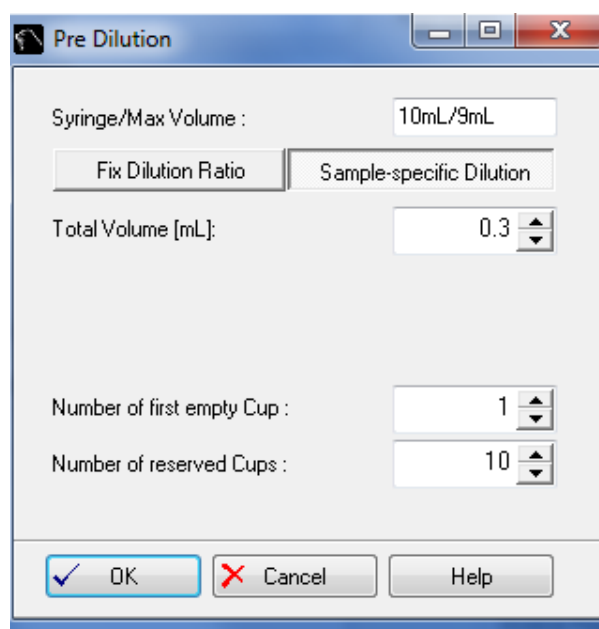 Pre Dilution
Syringe/Max Volume :
10mL/9mL
Fix Dilution Ratio
Sample-specific Dilution
Total Volume [mL]:
0.3
Number of first empty Cup :
1
Number of reserved Cups :
10
OK
Cancel
Help